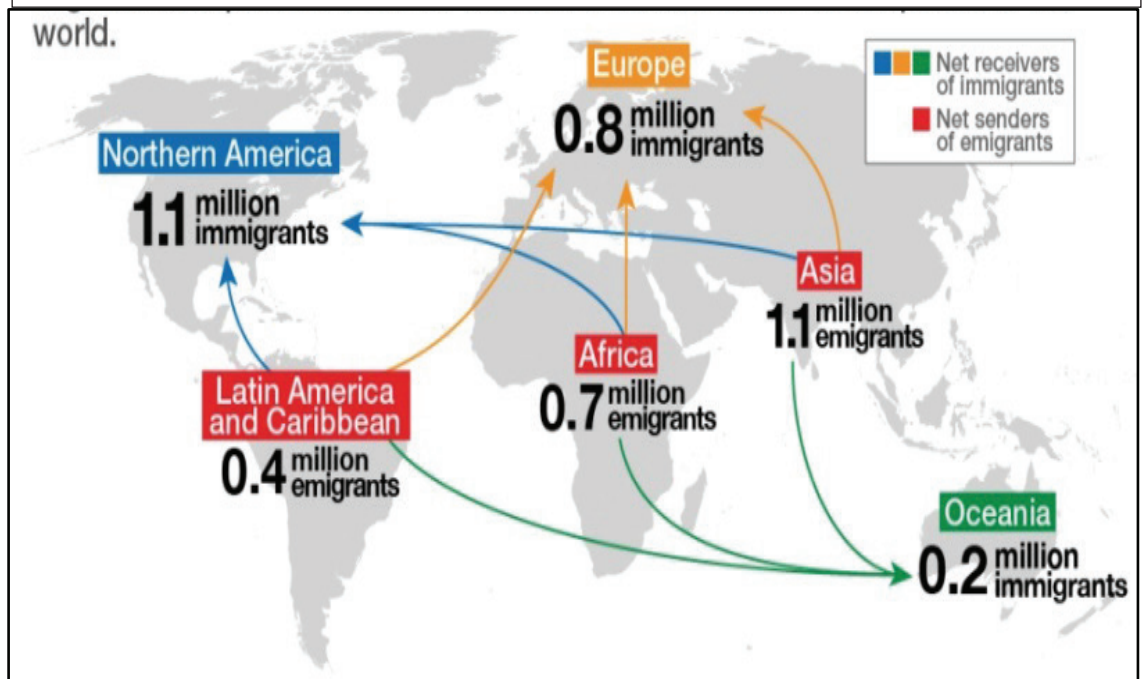 world.
Europe
0.8 million immigrants
Net receivers
of immigrants
Net senders
of emigrants
Northern America
1.1 million immigrants
Asia
1.1 million emigrants
Africa
0.7 million emigrants
Latin America
and Caribbean
0.4 million emigrants
Oceania
0.2 million immigrants